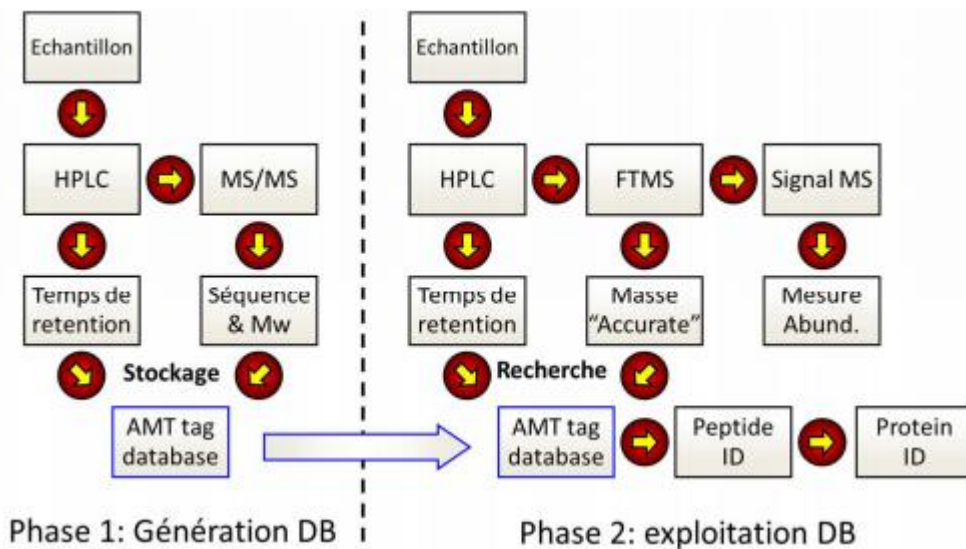 Echantillon
HPLC
MS/MS
Temps de
retention
Séquence
& Mw
Stockage
AMT tag
database
Phase 1: Génération DB
Echantillon
HPLC
FTMS
Signal MS
Temps de
retention
Masse
"Accurate"
Mesure
Abund.
Recherche
AMT tag
database
Peptide
ID
Protein
ID
Phase 2: exploitation DB